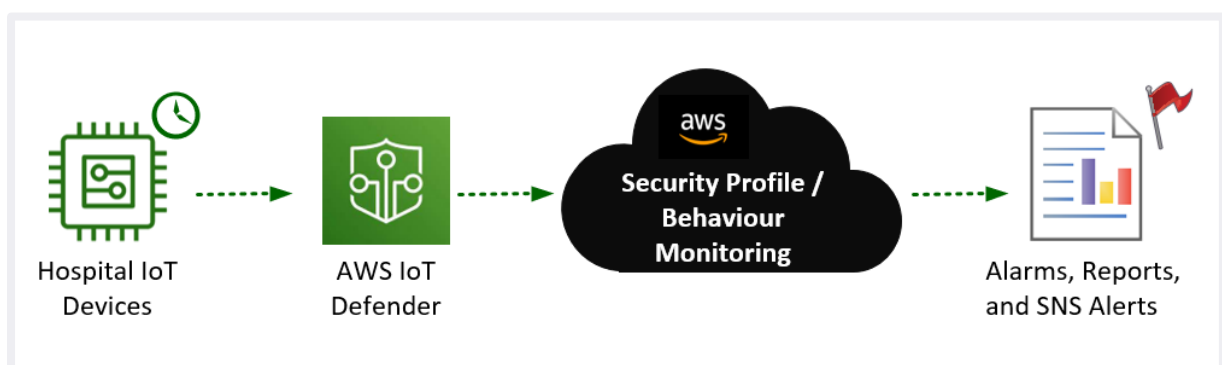 aws
Security Profile /
Behaviour
Monitoring
Hospital IoT
Devices
AWS IoT
Defender
Alarms, Reports,
and SNS Alerts